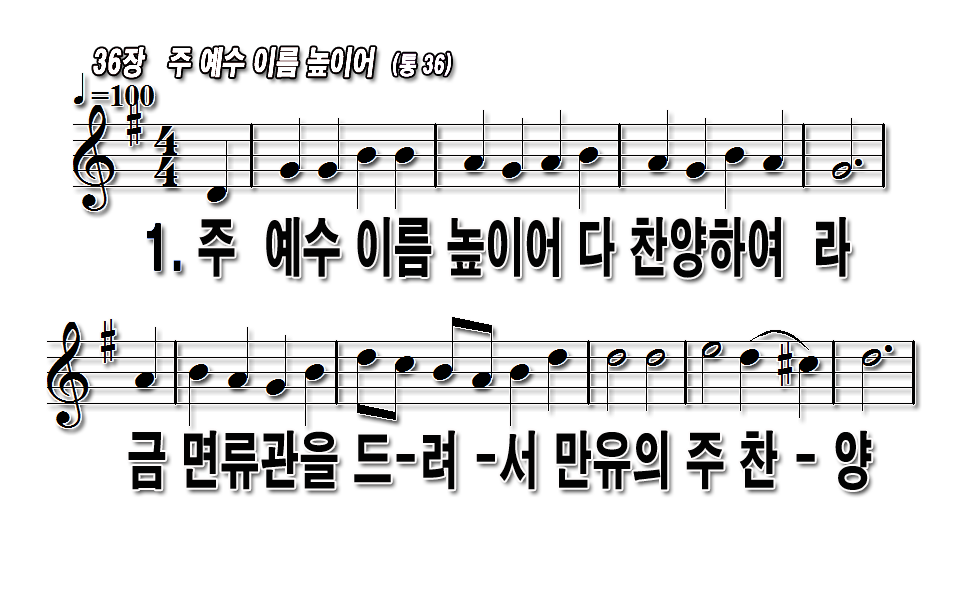 36장 주 예수 이름 높이어 (통 36)
♩=100
4
4
1. 주 예수 이름 높이어 다 찬양하여 라
금 면류관을 드-려 -서 만유의 주 찬 - 양